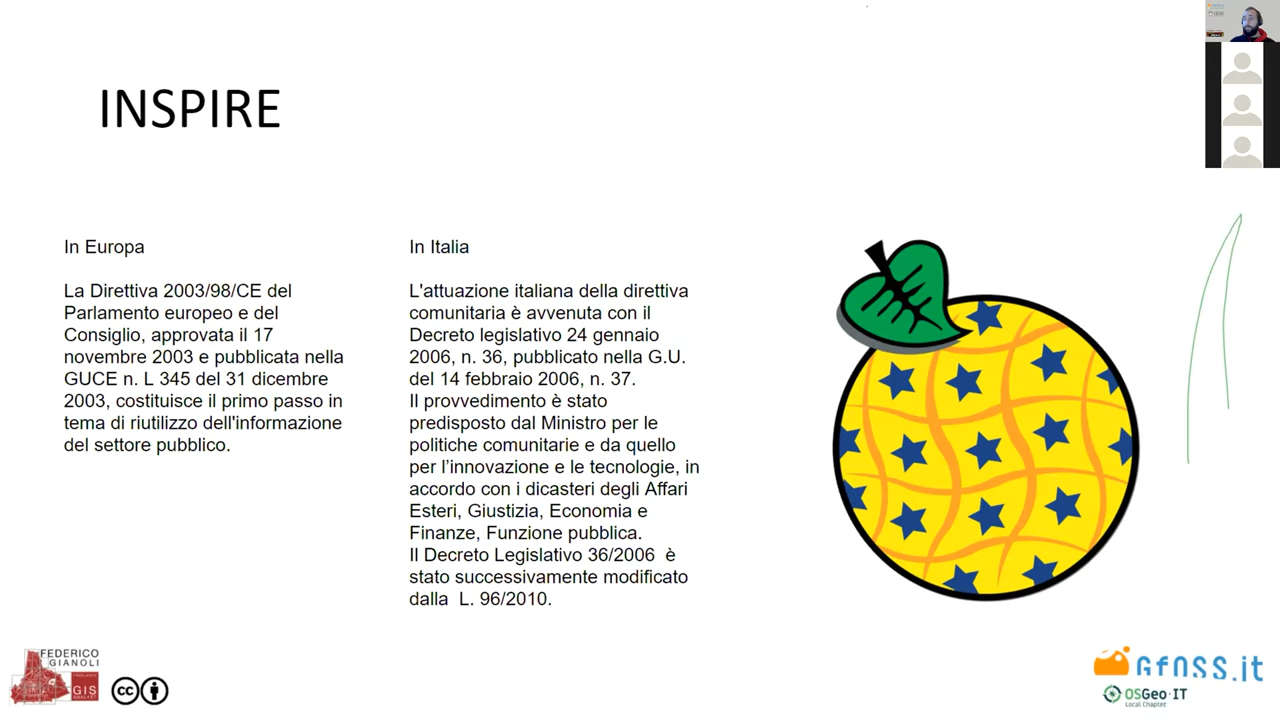 INSPIRE
In Europa
La Direttiva 2003/98/CE del
Parlamento europeo e del
Consiglio, approvata il 17
novembre 2003 e pubblicata nella
GUCE n. L 345 del 31 dicembre
2003, costituisce il primo passo in
tema di riutilizzo dell'informazione
del settore pubblico.
In Italia
L'attuazione italiana della direttiva
comunitaria è avvenuta con il
Decreto legislativo 24 gennaio
2006, n. 36, pubblicato nella G.U.
del 14 febbraio 2006, n. 37.
Il provvedimento è stato
predisposto dal Ministro per le
politiche comunitarie e da quello
per l’innovazione e le tecnologie, in
accordo con i dicasteri degli Affari
Esteri, Giustizia, Economia e
Finanze, Funzione pubblica.
Il Decreto Legislativo 36/2006 è
stato successivamente modificato
dalla L. 96/2010.
FEDERICO
GIANOLI
FREELANCE
GIS
ANALYST
cc
GFOSS.it
OSGeo·IT
Local Chapter